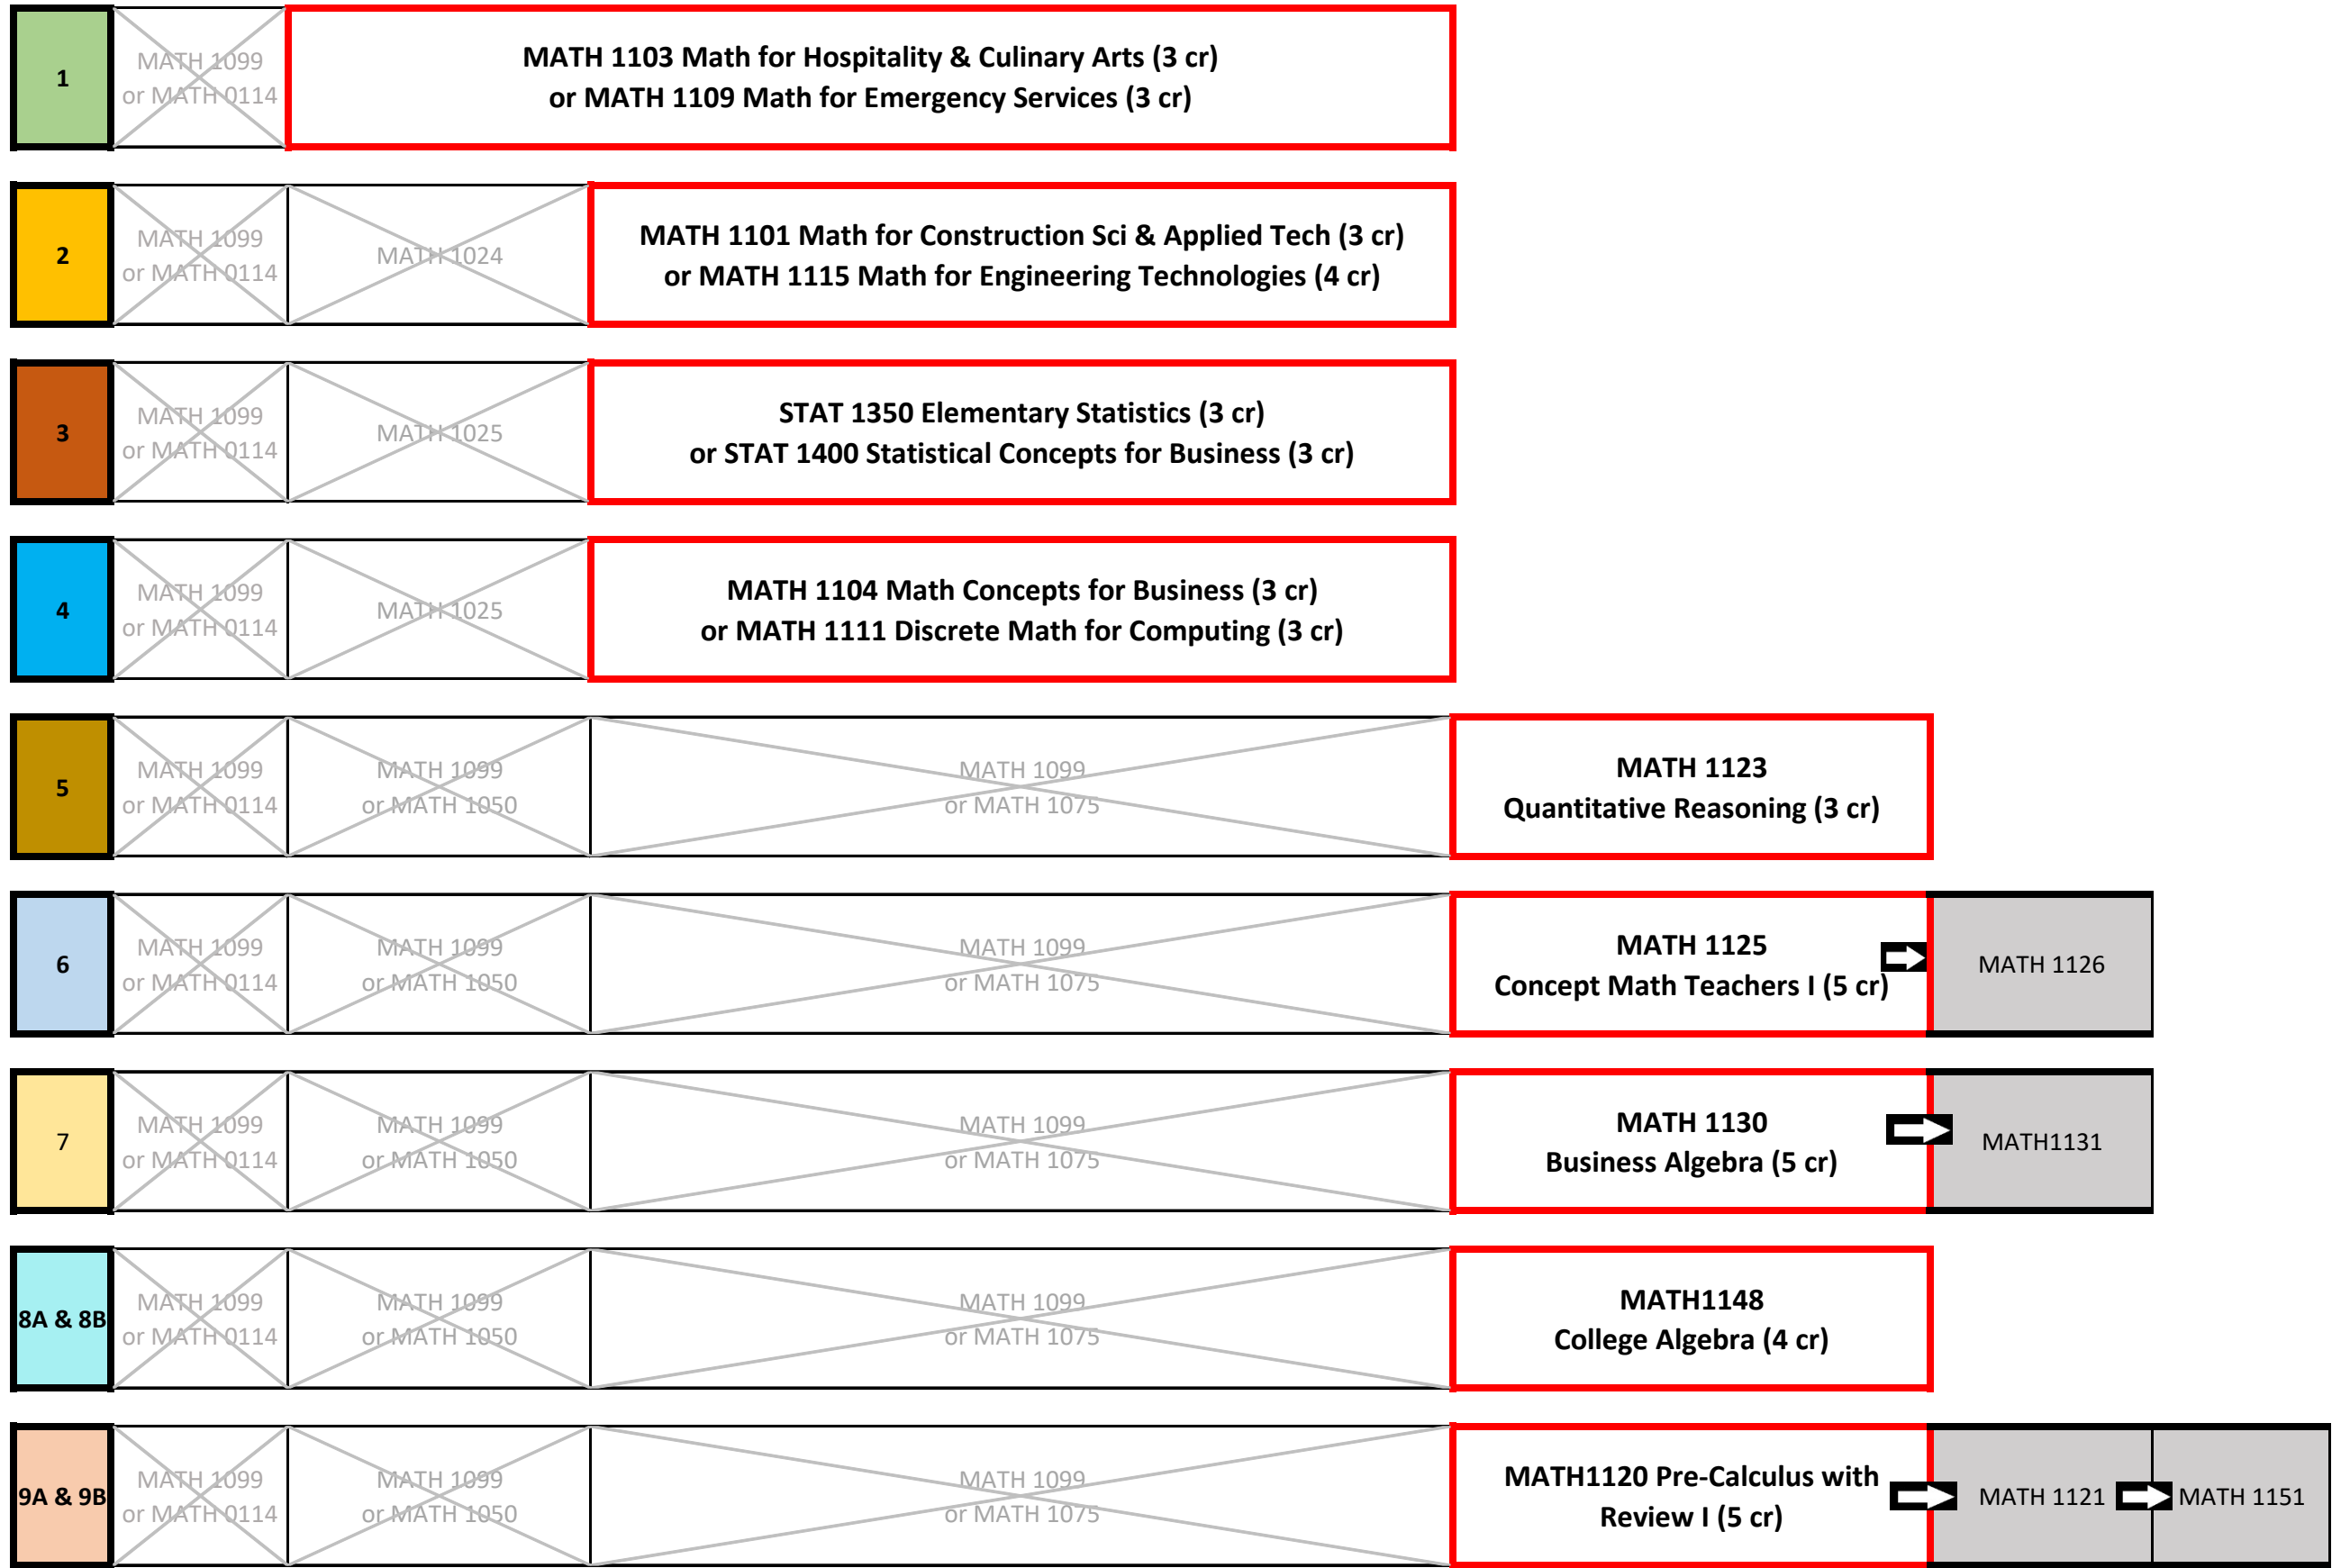 1
MATH 1099
or MATH 0114
MATH 1103 Math for Hospitality & Culinary Arts (3 cr)
or MATH 1109 Math for Emergency Services (3 cr)
2
MATH 1099
or MATH 0114
MATH 1024
MATH 1101 Math for Construction Sci & Applied Tech (3 cr)
or MATH 1115 Math for Engineering Technologies (4 cr)
3
MATH 1099
or MATH 0114
MATH 1025
STAT 1350 Elementary Statistics (3 cr)
or STAT 1400 Statistical Concepts for Business (3 cr)
4
MATH 1099
or MATH 0114
MATH 1025
MATH 1104 Math Concepts for Business (3 cr)
or MATH 1111 Discrete Math for Computing (3 cr)
5
MATH 1099
or MATH 0114
MATH 1099
or MATH 1050
MATH 1099
or MATH 1075
MATH 1123
Quantitative Reasoning (3 cr)
6
MATH 1099
or MATH 0114
MATH 1099
or MATH 1050
MATH 1099
or MATH 1075
MATH 1125
Concept Math Teachers I (5 cr)
MATH 1126
7
MATH 1099
or MATH 0114
MATH 1099
or MATH 1050
MATH 1099
or MATH 1075
MATH 1130
Business Algebra (5 cr)
MATH1131
8A & 8B
MATH 1099
or MATH 0114
MATH 1099
or MATH 1050
MATH 1099
or MATH 1075
MATH1148
College Algebra (4 cr)
9A & 9B
MATH 1099
or MATH 0114
MATH 1099
or MATH 1050
MATH 1099
or MATH 1075
MATH1120 Pre-Calculus with
Review I (5 cr)
MATH 1121
MATH 1151